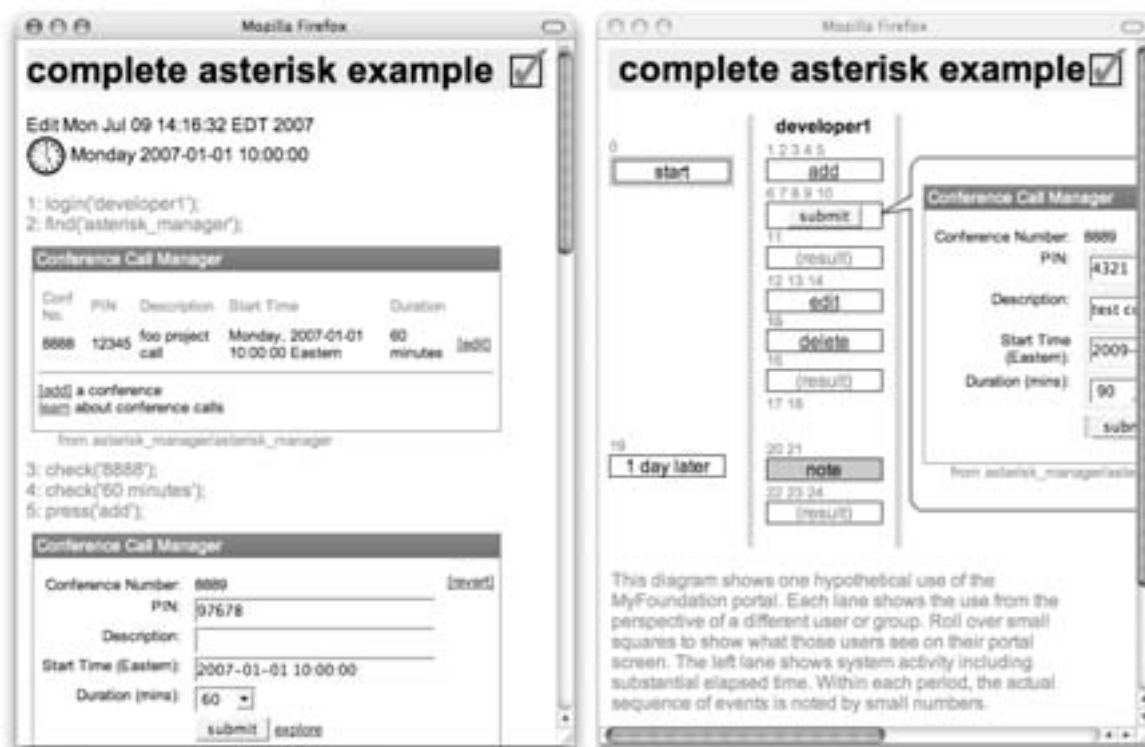 Mozilla Firefox
complete asterisk example
Edit Mon Jul 09 14:16:32 EDT 2007
Monday 2007-01-01 10:00:00
1: login('developer1');
2: find('asterisk_manager');
Conference Call Manager
Conf No. PIN Description Start Time Duration
8888 12345 foo project call Monday, 2007-01-01 10:00:00 Eastern 60 minutes [edit]
[add] a conference
learn about conference calls
from asterisk_manager/asterisk_manager
3: check('8888');
4: check('60 minutes');
5: press('add');
Conference Call Manager
Conference Number: 8889 [revert]
PIN: 97678
Description:
Start Time (Eastern): 2007-01-01 10:00:00
Duration (mins): 60
submit explore
Mozilla Firefox
complete asterisk example
developer1
0
start
1 2 3 4 5
add
6 7 8 9 10
submit
11
(result)
12 13 14
edit
15
delete
16
(result)
17 18
19
1 day later
20 21
note
22 23 24
(result)
Conference Call Manager
Conference Number: 8889
PIN: 4321
Description: test co
Start Time (Eastern): 2009-
Duration (mins): 90
subm
from asterisk_manager/aste
This diagram shows one hypothetical use of the
MyFoundation portal. Each lane shows the use from the
perspective of a different user or group. Roll over small
squares to show what those users see on their portal
screen. The left lane shows system activity including
substantial elapsed time. Within each period, the actual
sequence of events is noted by small numbers.